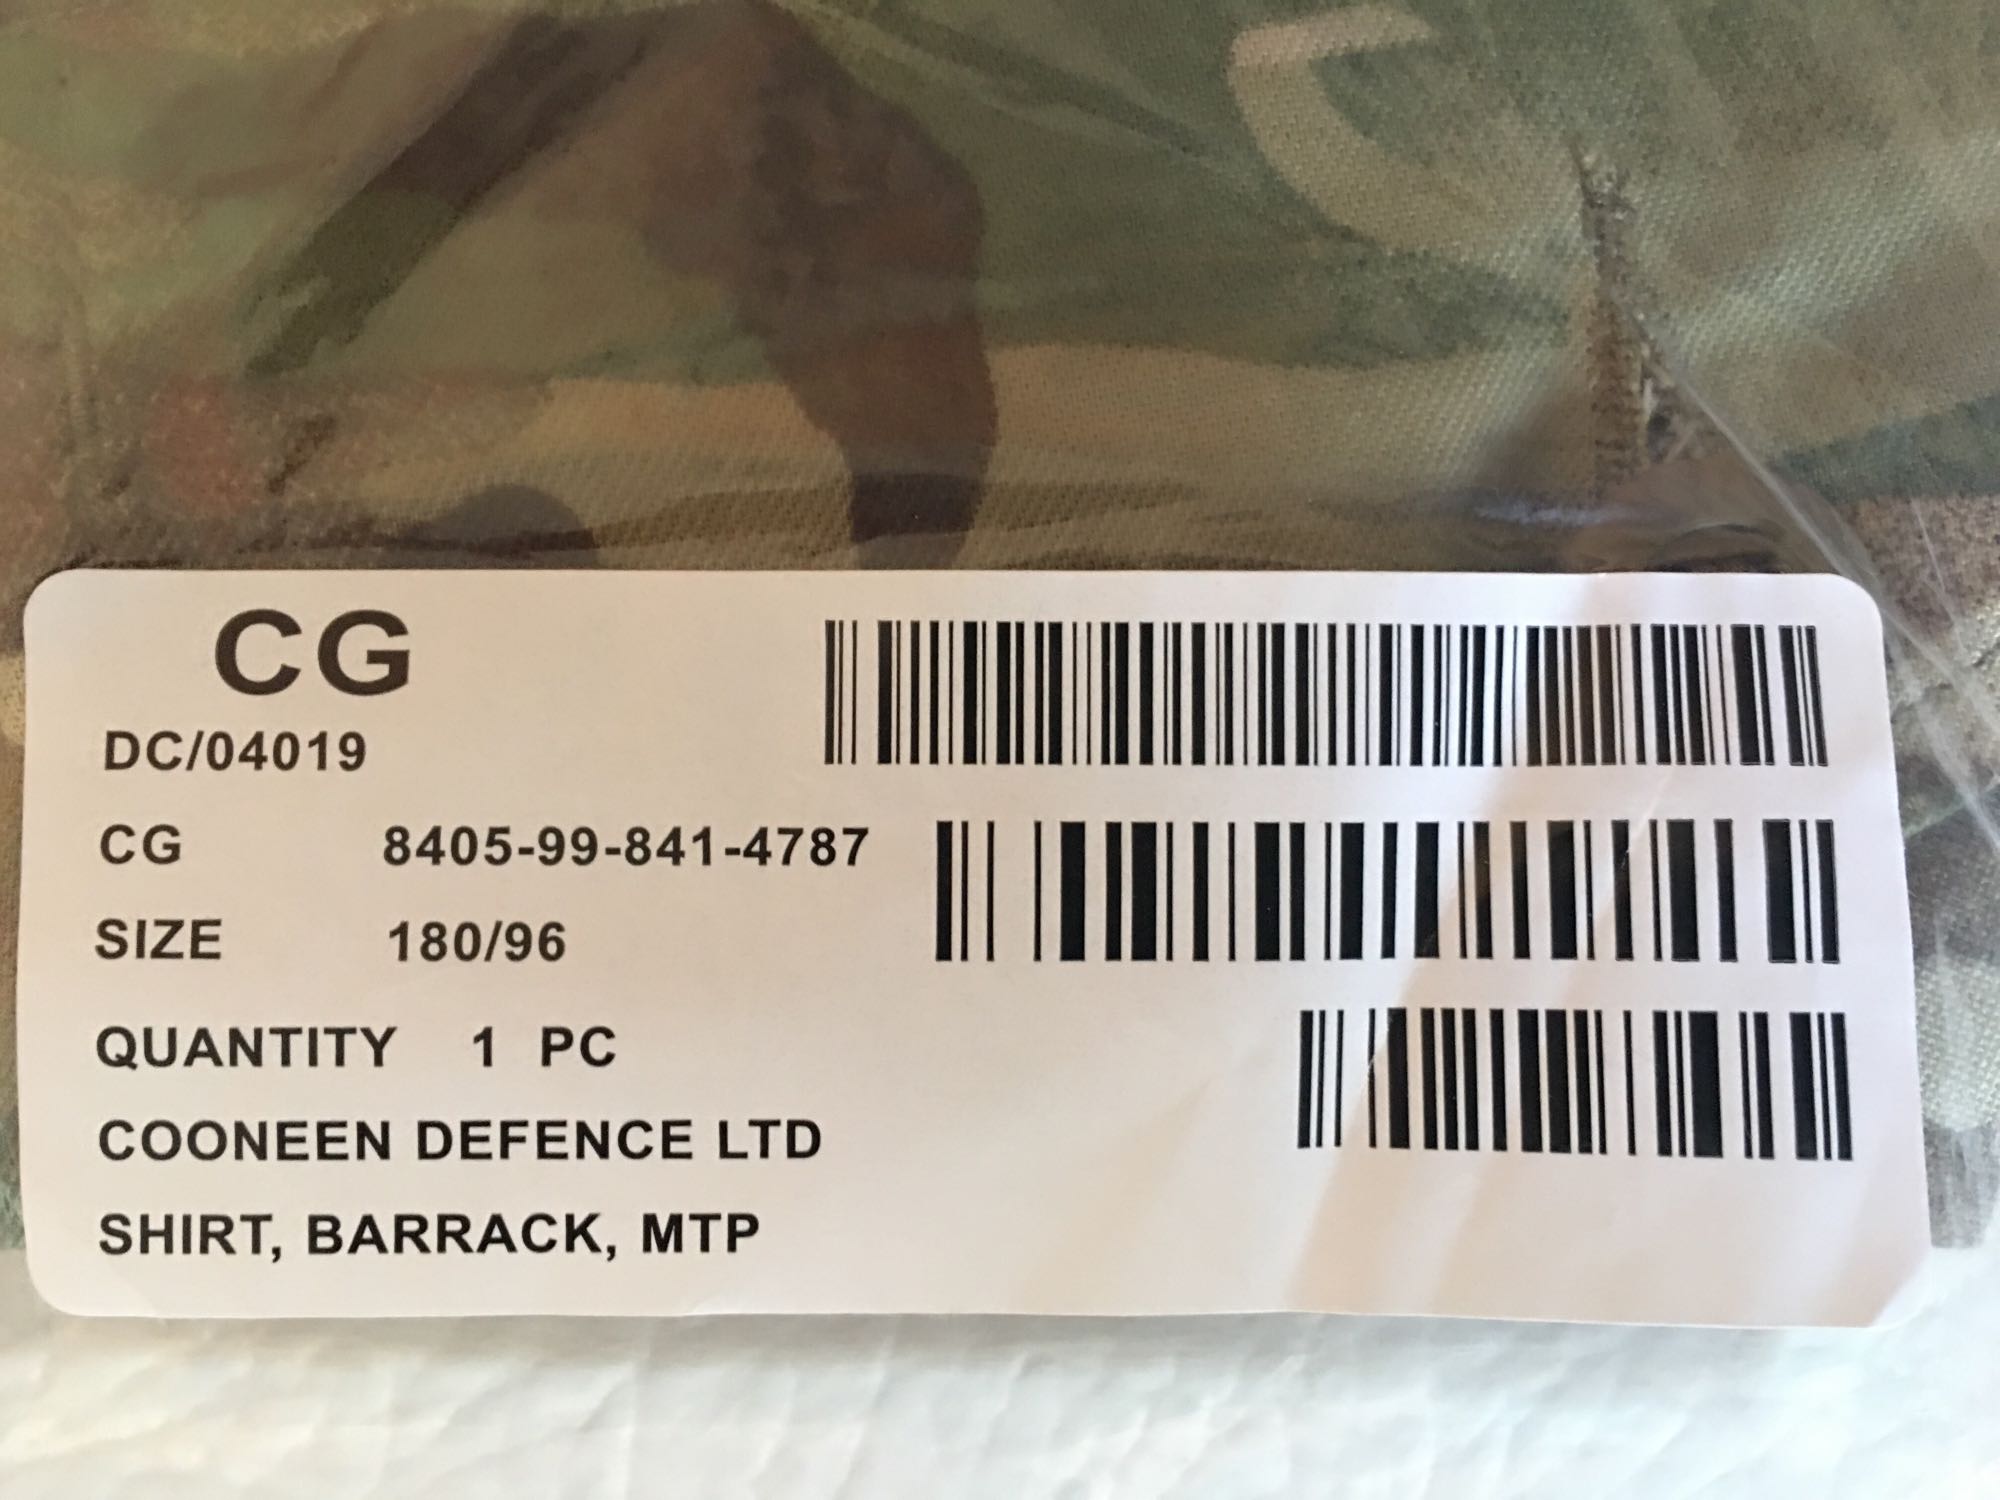 CG
DC/04019
CG 8405-99-841-4787
SIZE 180/96
QUANTITY 1 PC
COONEEN DEFENCE LTD
SHIRT, BARRACK, MTP